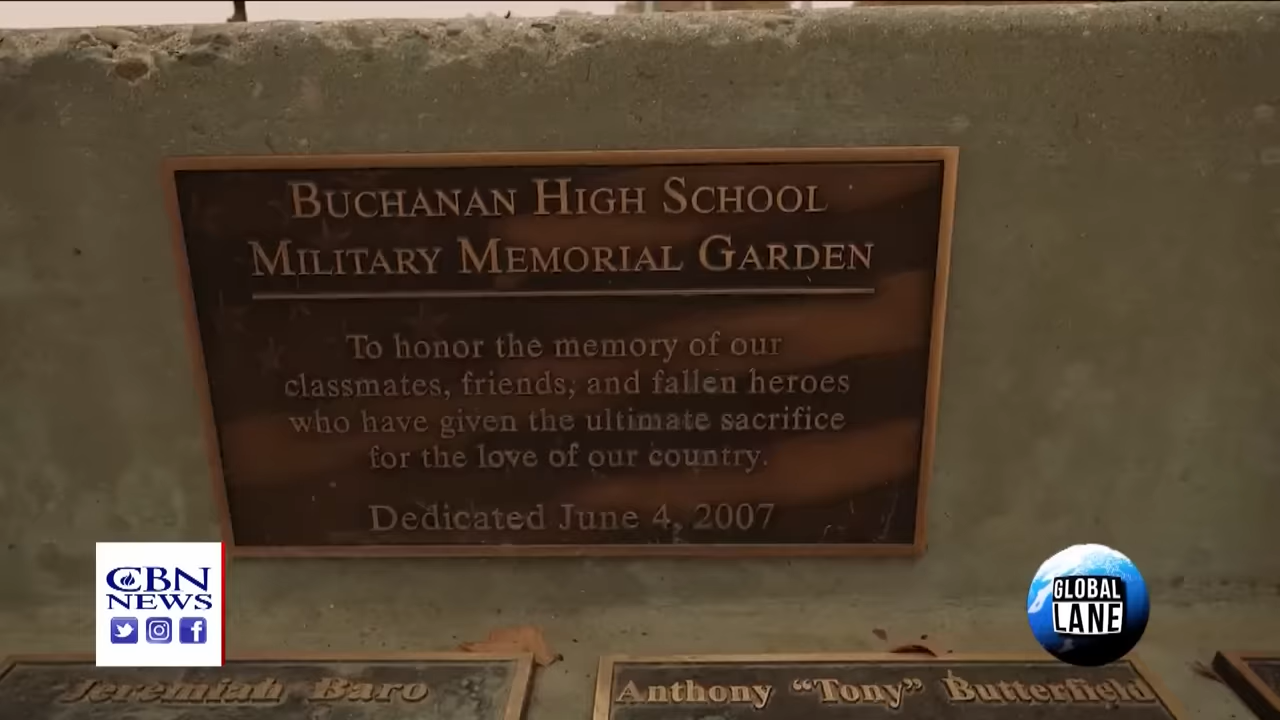 BUCHANAN HIGH SCHOOL
MILITARY MEMORIAL GARDEN
To honor the memory of our
classmates, friends, and fallen heroes
who have given the ultimate sacrifice
for the love of our country.
Dedicated June 4, 2007
CBN
NEWS
GLOBAL
LANE
Jeremiah Baro
Anthony “Tony” Butterfield